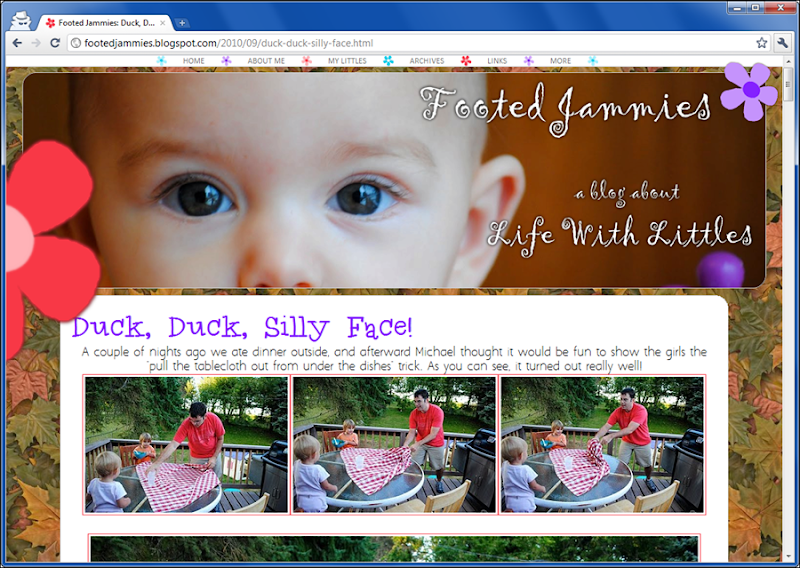 Footed Jammies: Duck, D...
footedjammies.blogspot.com/2010/09/duck-duck-silly-face.html
HOME ABOUT ME MY LITTLES ARCHIVES LINKS MORE
Footed Jammies
a blog about
Life With Littles
Duck, Duck, Silly Face!
A couple of nights ago we ate dinner outside, and afterward Michael thought it would be fun to show the girls the
'pull the tablecloth out from under the dishes' trick. As you can see, it turned out really well!